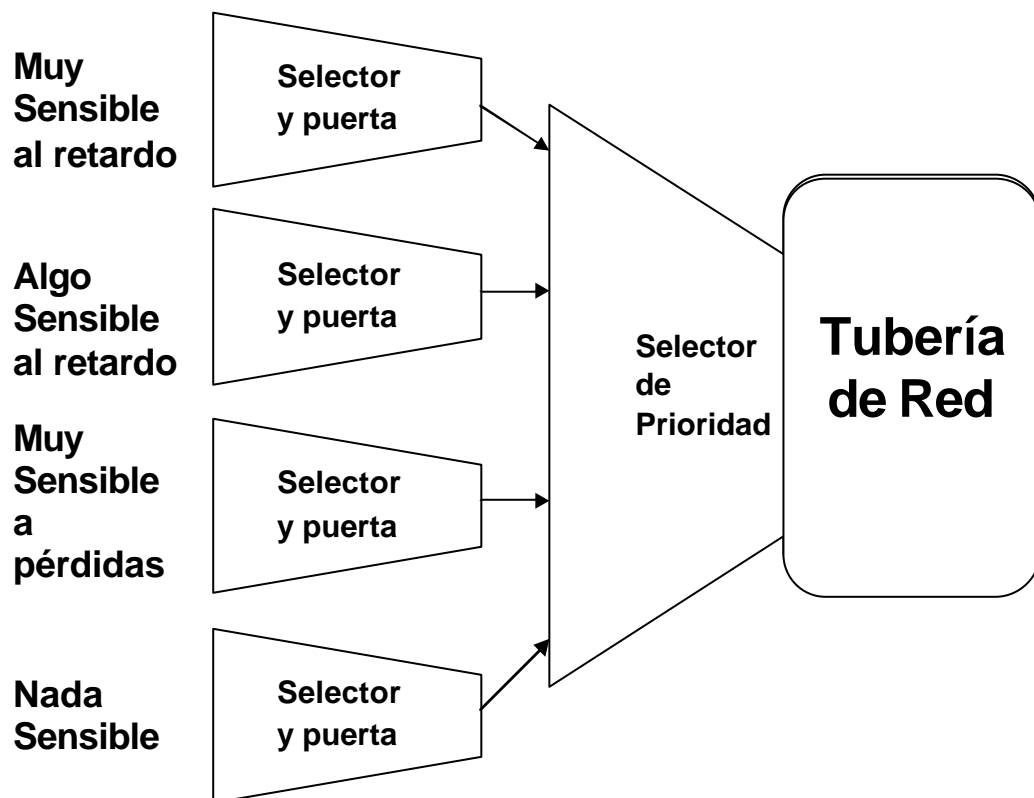 Muy
Sensible
al retardo
Selector
y puerta
Algo
Sensible
al retardo
Selector
y puerta
Muy
Sensible
a
pérdidas
Selector
y puerta
Nada
Sensible
Selector
y puerta
Selector
de
Prioridad
Tubería
de Red